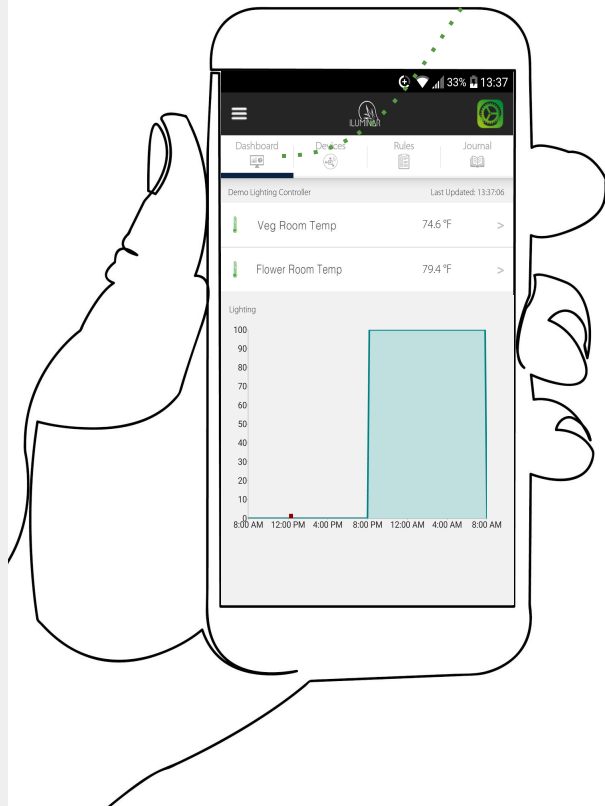 33% 13:37
ILUMINAR
Dashboard Devices Rules Journal
Demo Lighting Controller Last Updated: 13:37:06
Veg Room Temp 74.6 °F >
Flower Room Temp 79.4 °F >
Lighting
100
90
80
70
60
50
40
30
20
10
0
8:00 AM 12:00 PM 4:00 PM 8:00 PM 12:00 AM 4:00 AM 8:00 AM